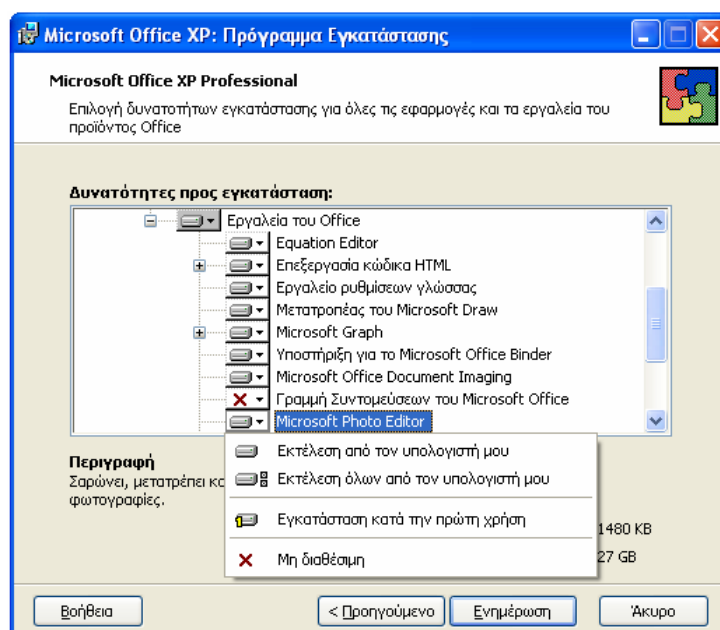 Microsoft Office XP: Πρόγραμμα Εγκατάστασης
Microsoft Office XP Professional
Επιλογή δυνατοτήτων εγκατάστασης για όλες τις εφαρμογές και τα εργαλεία του
προϊόντος Office
Δυνατότητες προς εγκατάσταση:
Εργαλεία του Office
Equation Editor
Επεξεργασία κώδικα HTML
Εργαλείο ρυθμίσεων γλώσσας
Μετατροπέας του Microsoft Draw
Microsoft Graph
Υποστήριξη για το Microsoft Office Binder
Microsoft Office Document Imaging
Γραμμή Συντομεύσεων του Microsoft Office
Microsoft Photo Editor
Εκτέλεση από τον υπολογιστή μου
Εκτέλεση όλων από τον υπολογιστή μου
Εγκατάσταση κατά την πρώτη χρήση
Μη διαθέσιμη
Περιγραφή
Σαρώνει, μετατρέπει
φωτογραφίες.
1480 KB
27 GB
Βοήθεια
< Προηγούμενο
Ενημέρωση
Άκυρο